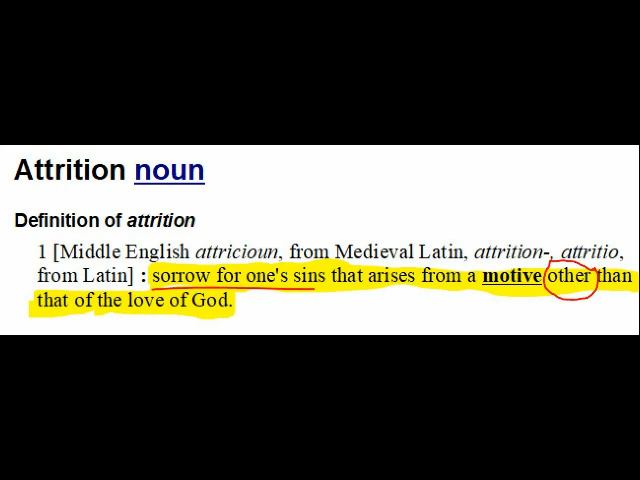 Attrition noun
Definition of attrition
1 [Middle English attricioun, from Medieval Latin, attrition-, attritio,
from Latin] : sorrow for one's sins that arises from a motive other than
that of the love of God.